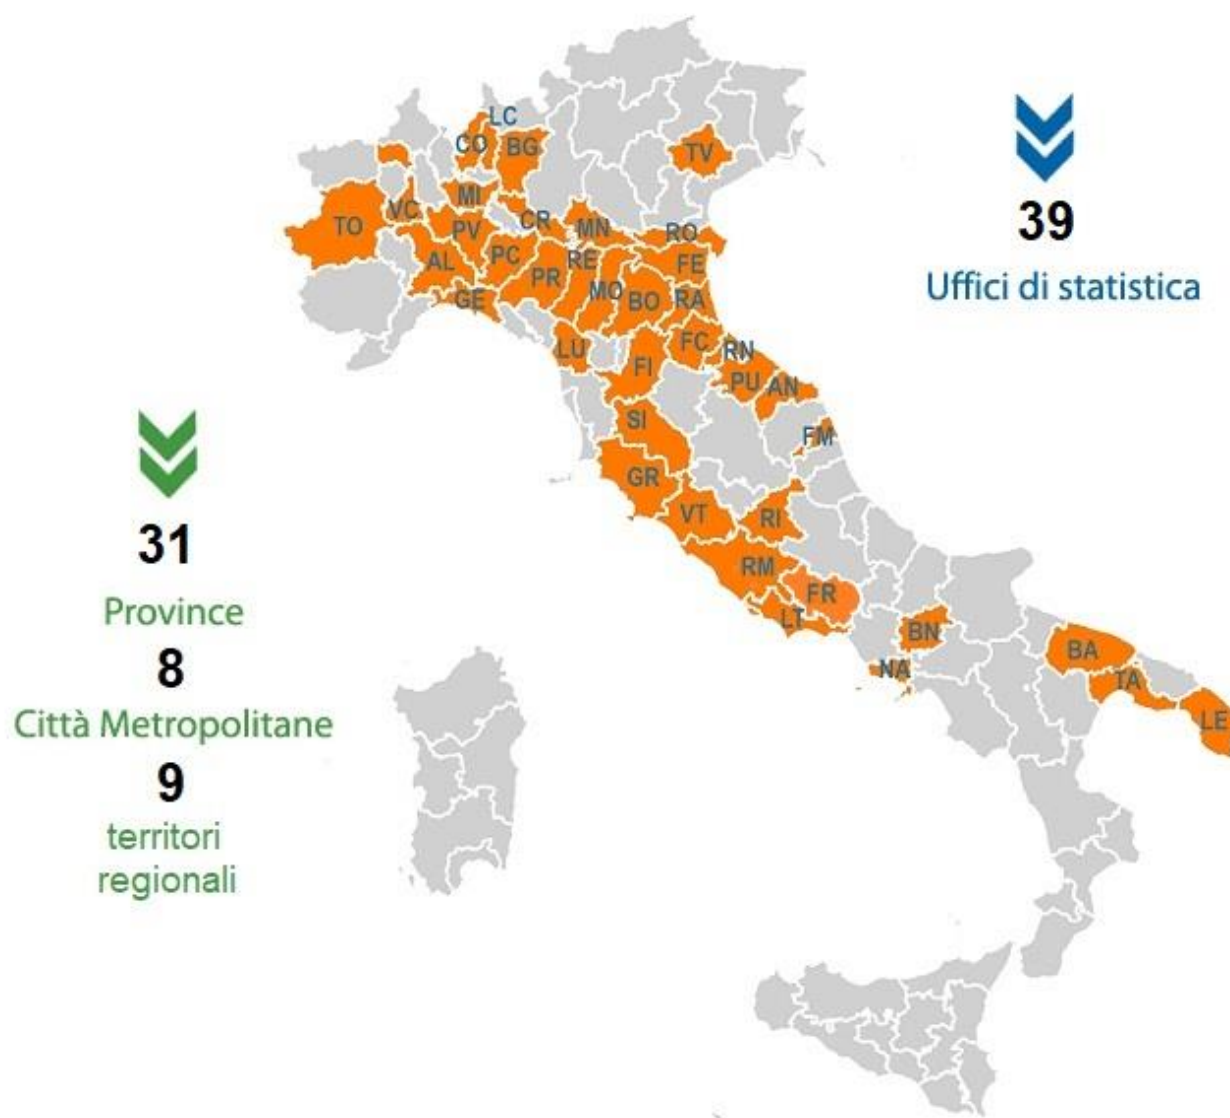 LC
CO
BG
TV
39
Uffici di statistica
MI
VC
TO
CR
MN
RO
PV
PC
AL
RE
FE
PR
MO
BO
RA
GE
LU
FC
RN
FI
PU
AN
SI
FM
GR
VT
RI
RM
FR
LT
BN
NA
BA
TA
LE
31
Province
8
Città Metropolitane
9
territori
regionali